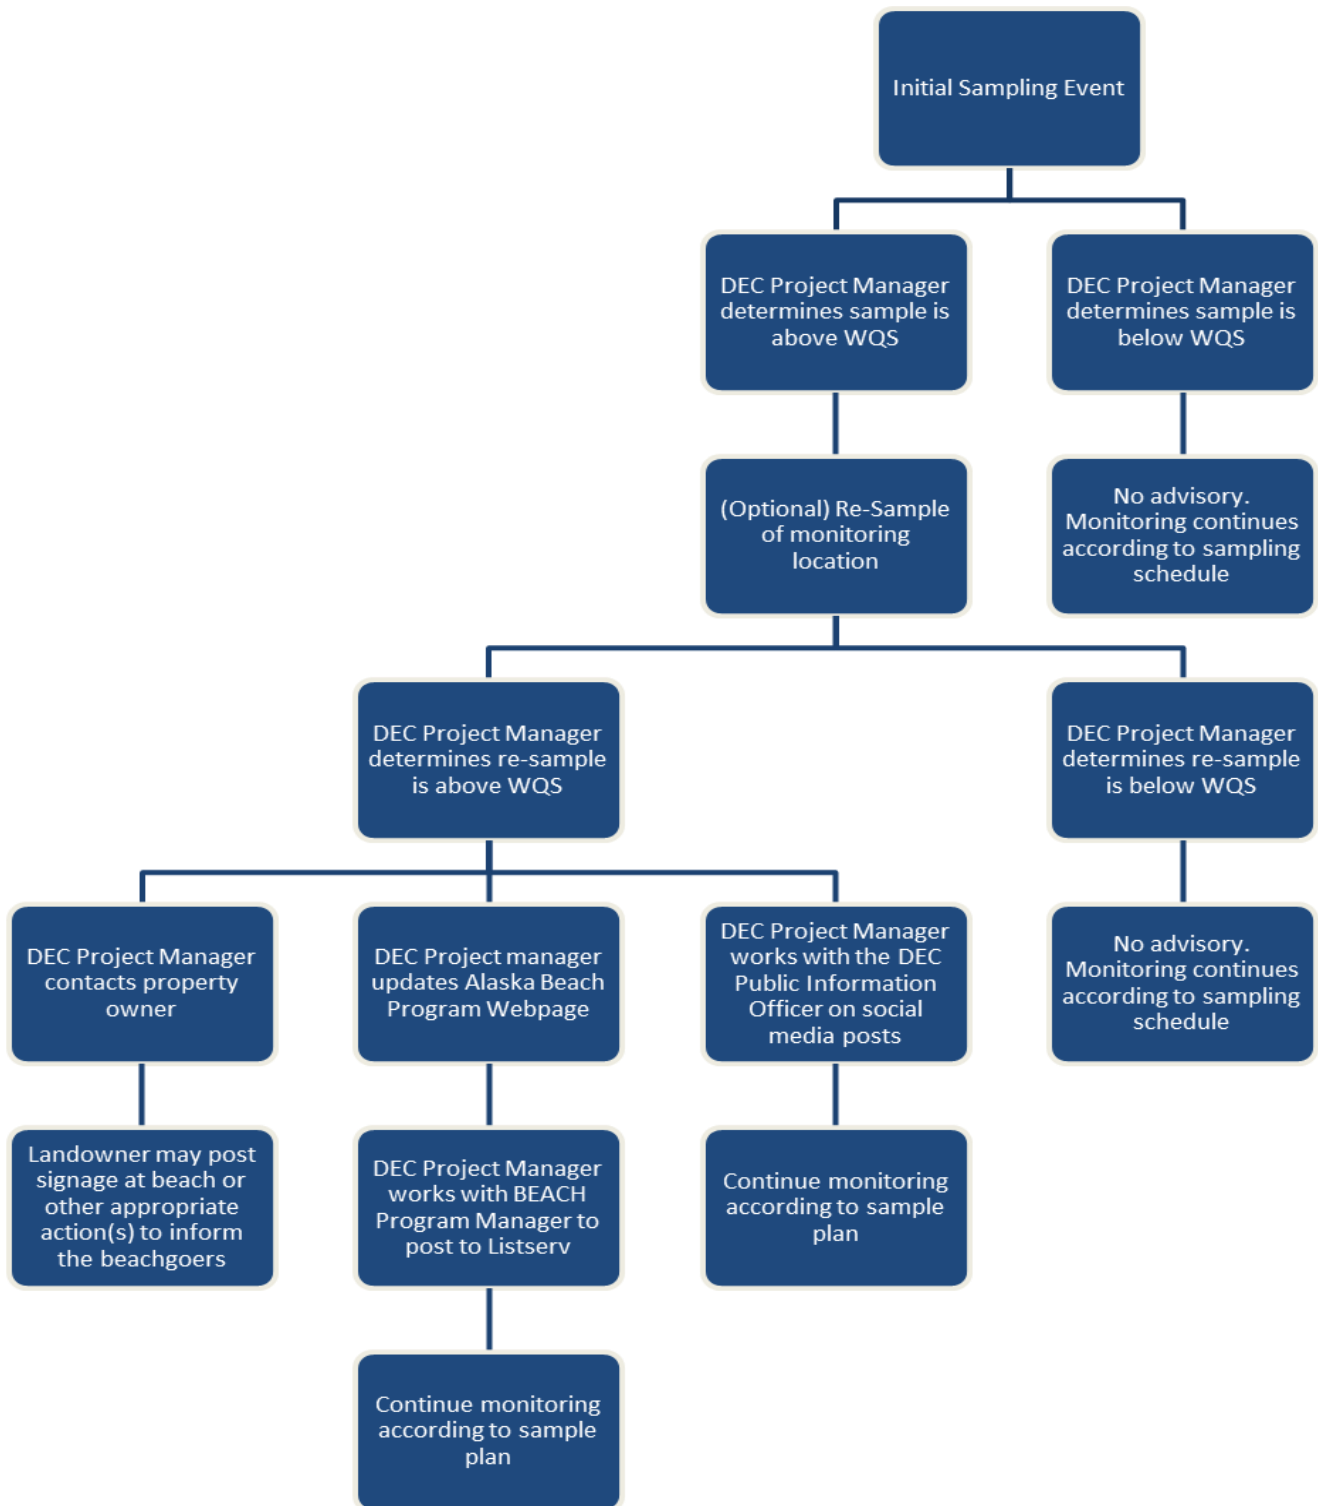 Initial Sampling Event
DEC Project Manager
determines sample is
above WQS
DEC Project Manager
determines sample is
below WQS
(Optional) Re-Sample
of monitoring
location
No advisory.
Monitoring continues
according to sampling
schedule
DEC Project Manager
determines re-sample
is above WQS
DEC Project Manager
determines re-sample
is below WQS
DEC Project Manager
contacts property
owner
DEC Project manager
updates Alaska Beach
Program Webpage
DEC Project Manager
works with the DEC
Public Information
Officer on social
media posts
No advisory.
Monitoring continues
according to sampling
schedule
Landowner may post
signage at beach or
other appropriate
action(s) to inform
the beachgoers
DEC Project Manager
works with BEACH
Program Manager to
post to Listserv
Continue monitoring
according to sample
plan
Continue monitoring
according to sample
plan